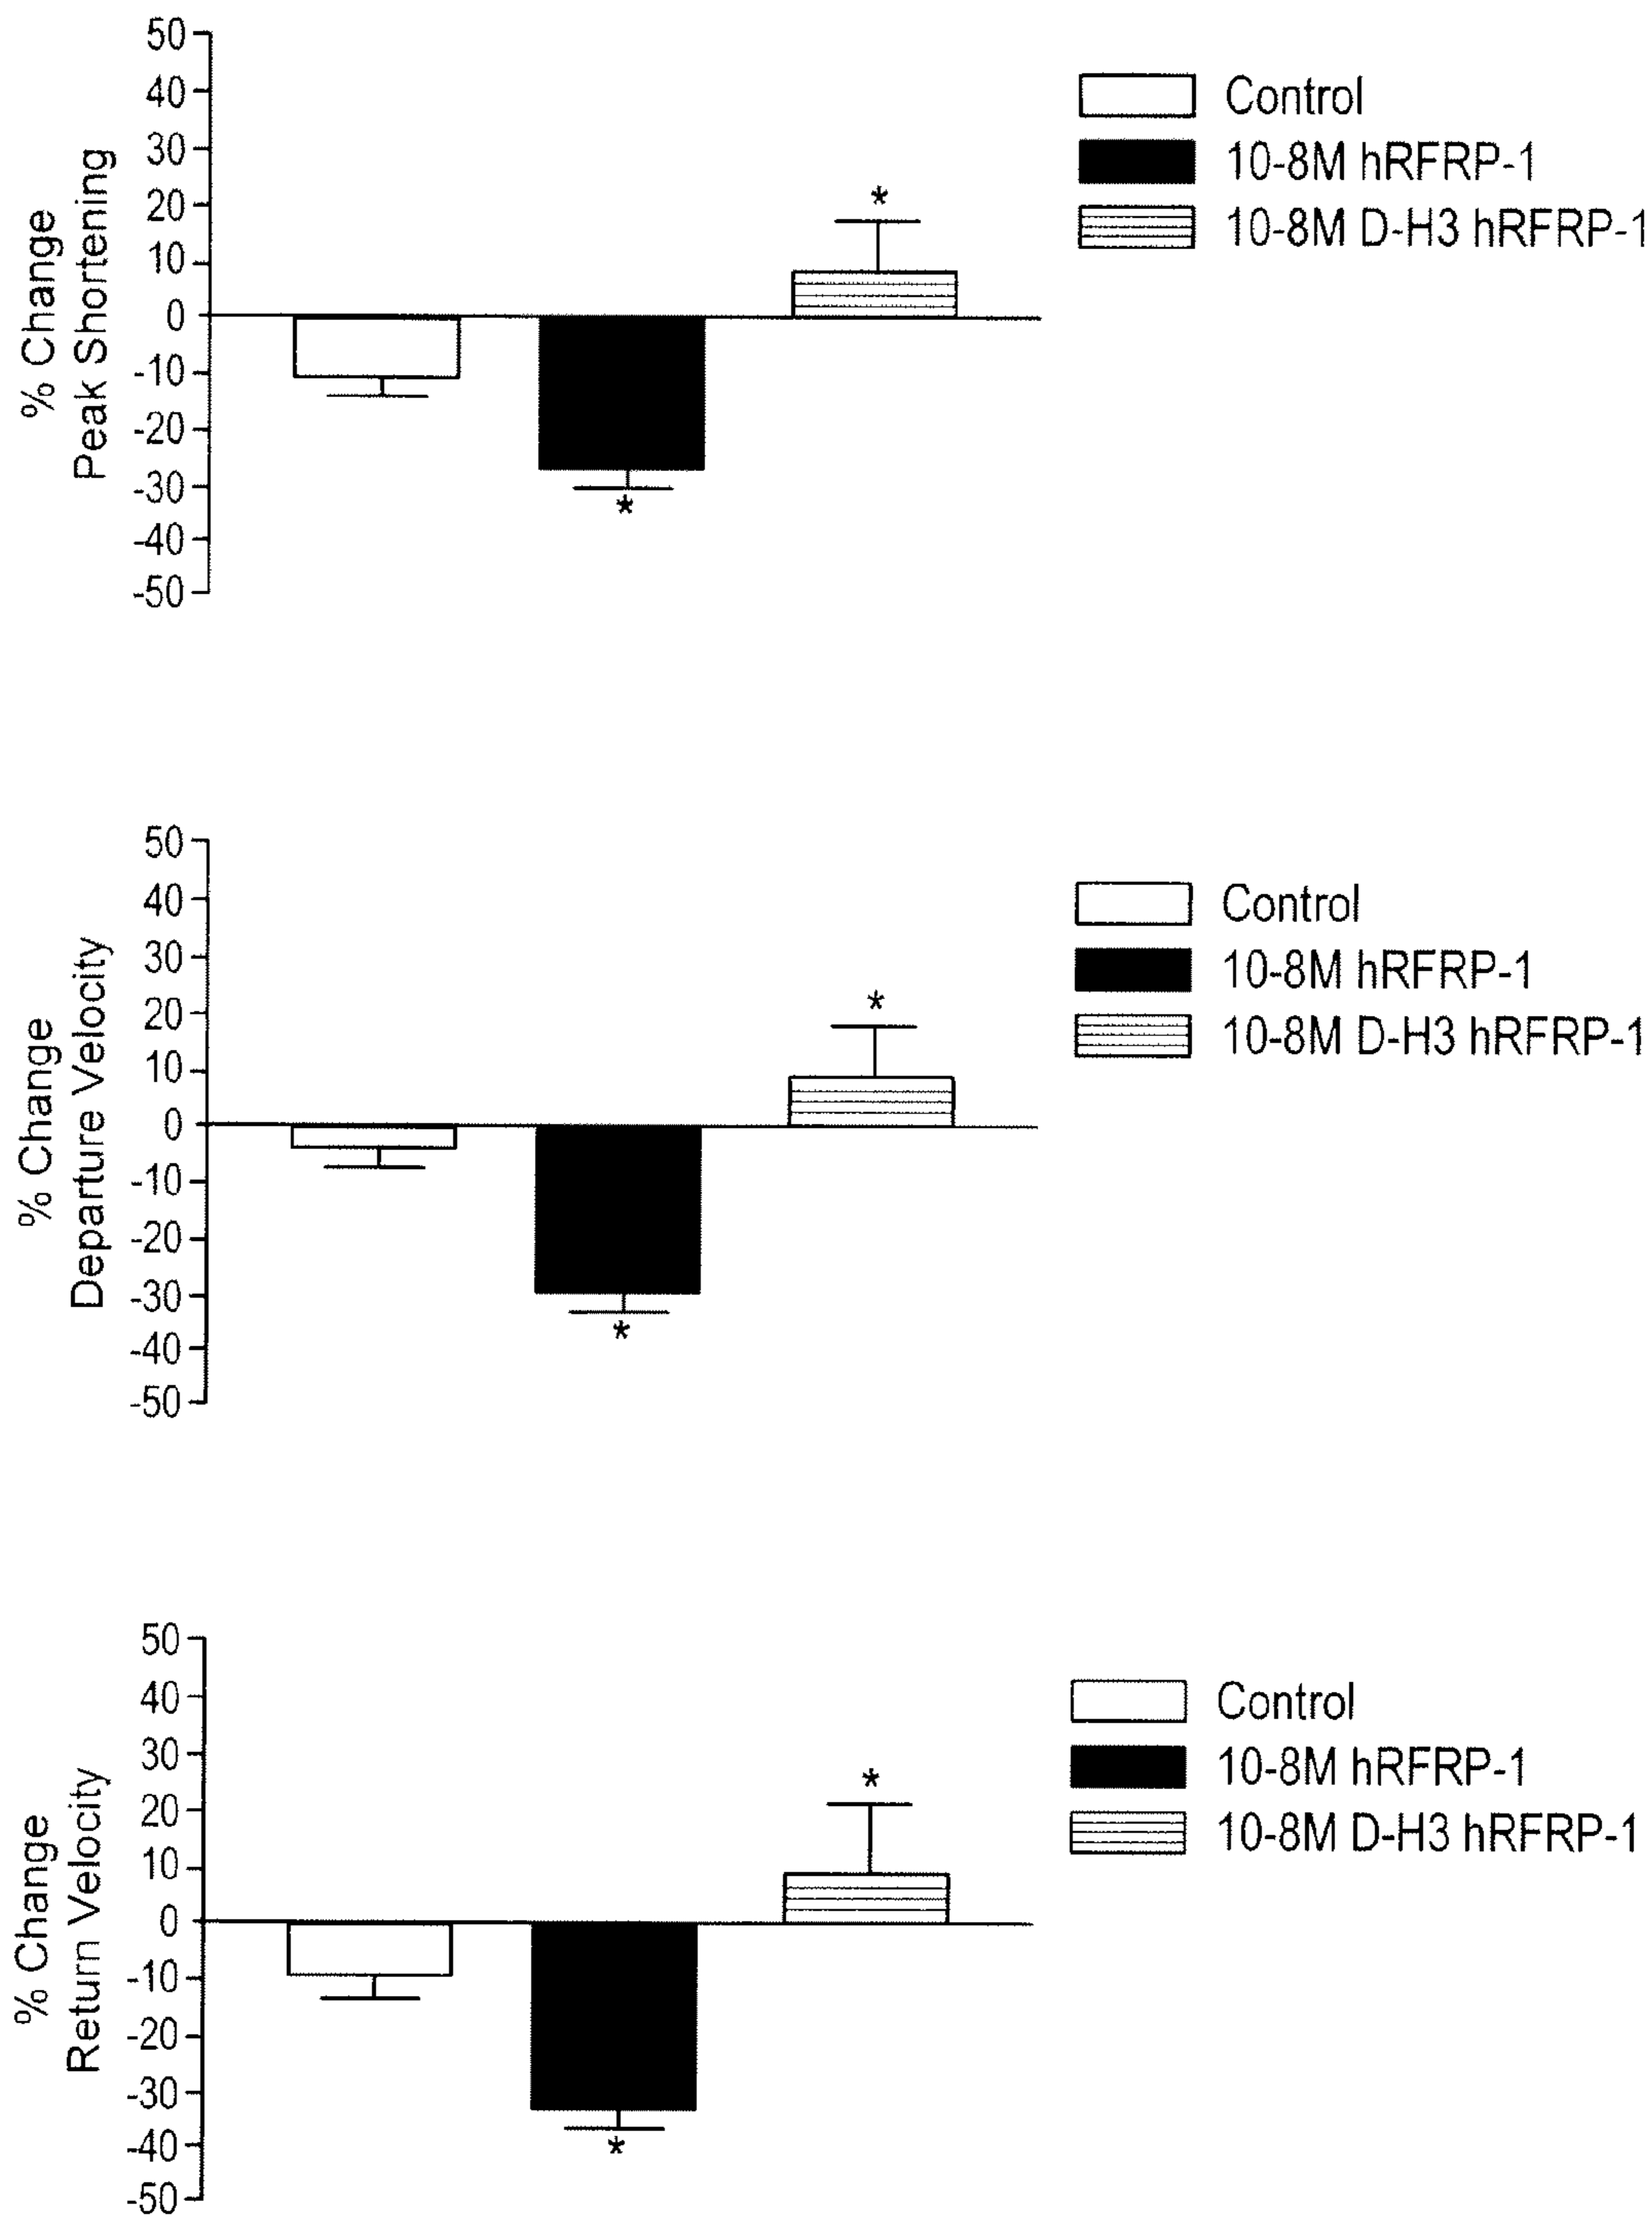 50
40
30
20
10
0
-10
-20
-30
-40
-50
% Change
Peak Shortening
*
*
Control
10-8M hRFRP-1
10-8M D-H3 hRFRP-1
50
40
30
20
10
0
-10
-20
-30
-40
-50
% Change
Departure Velocity
*
*
Control
10-8M hRFRP-1
10-8M D-H3 hRFRP-1
50
40
30
20
10
0
-10
-20
-30
-40
-50
% Change
Return Velocity
*
*
Control
10-8M hRFRP-1
10-8M D-H3 hRFRP-1